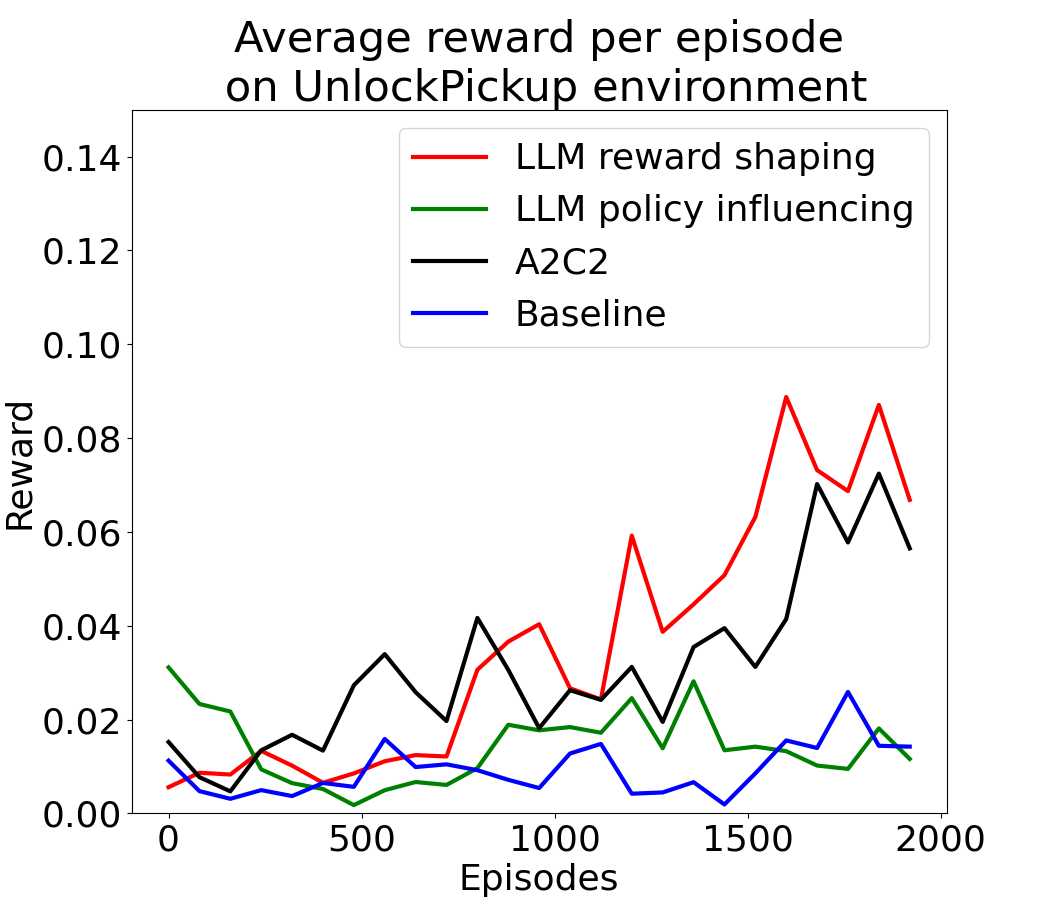 Average reward per episode
on UnlockPickup environment
LLM reward shaping
LLM policy influencing
A2C2
Baseline
Reward
0.14
0.12
0.10
0.08
0.06
0.04
0.02
0.00
0 500 1000 1500 2000
Episodes